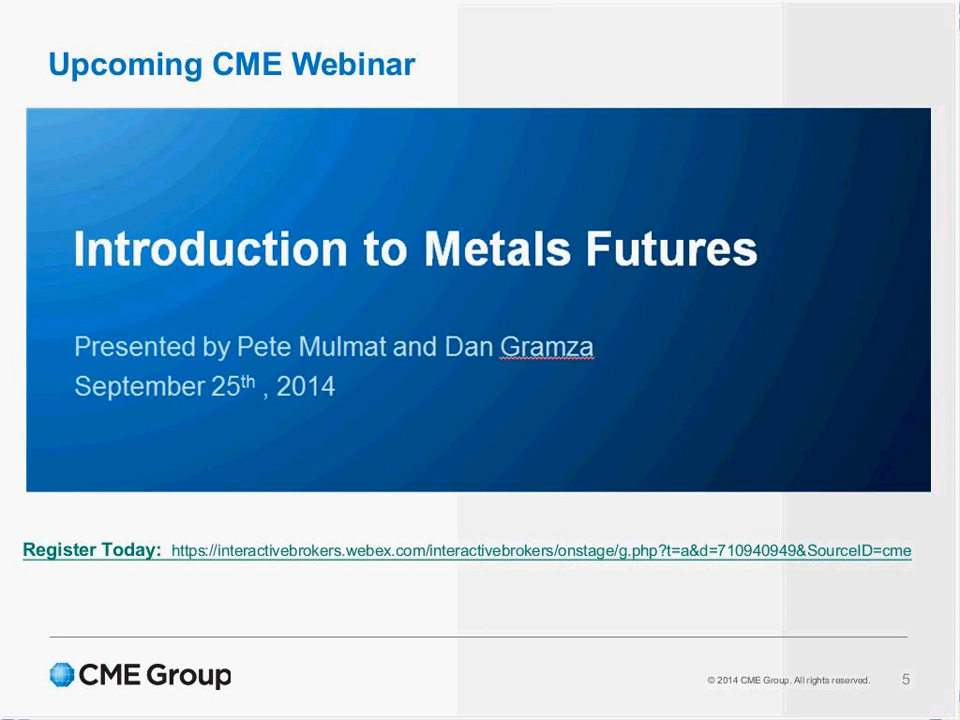 Upcoming CME Webinar
Introduction to Metals Futures
Presented by Pete Mulmat and Dan Gramza
September 25th , 2014
Register Today: https://interactivebrokers.webex.com/interactivebrokers/onstage/g.php?t=a&d=710940949&SourceID=cme
CME Group
© 2014 CME Group. All rights reserved. 5